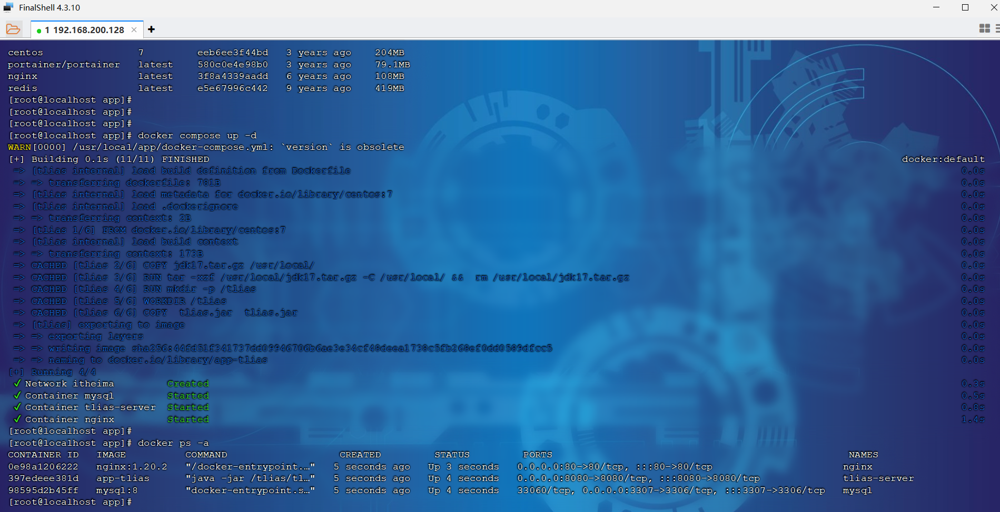 FinalShell 4.3.10
1 192.168.200.128
centos 7 eeb6ee3f44bd 3 years ago 204MB
portainer/portainer latest 580c0e4e98b0 3 years ago 79.1MB
nginx latest 3f8a4339aadd 6 years ago 108MB
redis latest e5e67996c442 9 years ago 419MB
[root@localhost app]#
[root@localhost app]#
[root@localhost app]#
[root@localhost app]# docker compose up -d
WARN[0000] /usr/local/app/docker-compose.yml: `version` is obsolete
[+] Building 0.1s (11/11) FINISHED docker:default
=> [tlias internal] load build definition from Dockerfile 0.0s
=> => transferring dockerfile: 781B 0.0s
=> [tlias internal] load metadata for docker.io/library/centos:7 0.0s
=> [tlias internal] load .dockerignore 0.0s
=> => transferring context: 2B 0.0s
=> [tlias 1/6] FROM docker.io/library/centos:7 0.0s
=> [tlias internal] load build context 0.0s
=> => transferring context: 173B 0.0s
=> CACHED [tlias 2/6] COPY jdk17.tar.gz /usr/local/ 0.0s
=> CACHED [tlias 3/6] RUN tar -xzf /usr/local/jdk17.tar.gz -C /usr/local/ && rm /usr/local/jdk17.tar.gz 0.0s
=> CACHED [tlias 4/6] RUN mkdir -p /tlias 0.0s
=> CACHED [tlias 5/6] WORKDIR /tlias 0.0s
=> CACHED [tlias 6/6] COPY tlias.jar tlias.jar 0.0s
=> [tlias] exporting to image 0.0s
=> => exporting layers 0.0s
=> => writing image sha256:44fd51f341737dd09946706b6ae3e34cf48deea1738c5fb268ef0dd0589dfcc5 0.0s
=> => naming to docker.io/library/app-tlias 0.0s
[+] Running 4/4
✓ Network itheima Created 0.3s
✓ Container mysql Started 0.5s
✓ Container tlias-server Started 0.8s
✓ Container nginx Started 1.4s
[root@localhost app]#
[root@localhost app]# docker ps -a
CONTAINER ID IMAGE COMMAND CREATED STATUS PORTS NAMES
0e98a1206222 nginx:1.20.2 "/docker-entrypoint.…" 5 seconds ago Up 3 seconds 0.0.0.0:80->80/tcp, :::80->80/tcp nginx
397edeee381d app-tlias "java -jar /tlias/tl…" 5 seconds ago Up 4 seconds 0.0.0.0:8080->8080/tcp, :::8080->8080/tcp tlias-server
98595d2b45ff mysql:8 "docker-entrypoint.s…" 5 seconds ago Up 4 seconds 33060/tcp, 0.0.0.0:3307->3306/tcp, :::3307->3306/tcp mysql
[root@localhost app]#